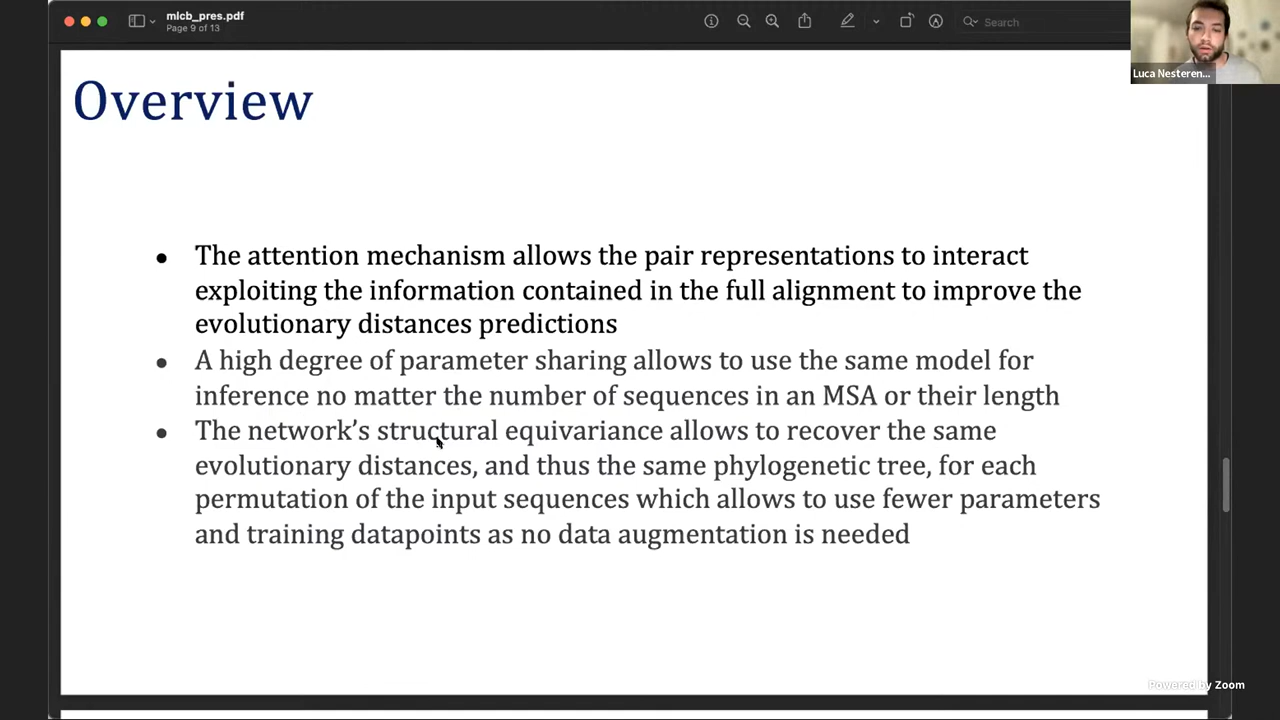 mlcb_pres.pdf
Page 9 of 13
Search
Luca Nesteren...
Overview
• The attention mechanism allows the pair representations to interact
exploiting the information contained in the full alignment to improve the
evolutionary distances predictions
• A high degree of parameter sharing allows to use the same model for
inference no matter the number of sequences in an MSA or their length
• The network’s structural equivariance allows to recover the same
evolutionary distances, and thus the same phylogenetic tree, for each
permutation of the input sequences which allows to use fewer parameters
and training datapoints as no data augmentation is needed
Powered by Zoom